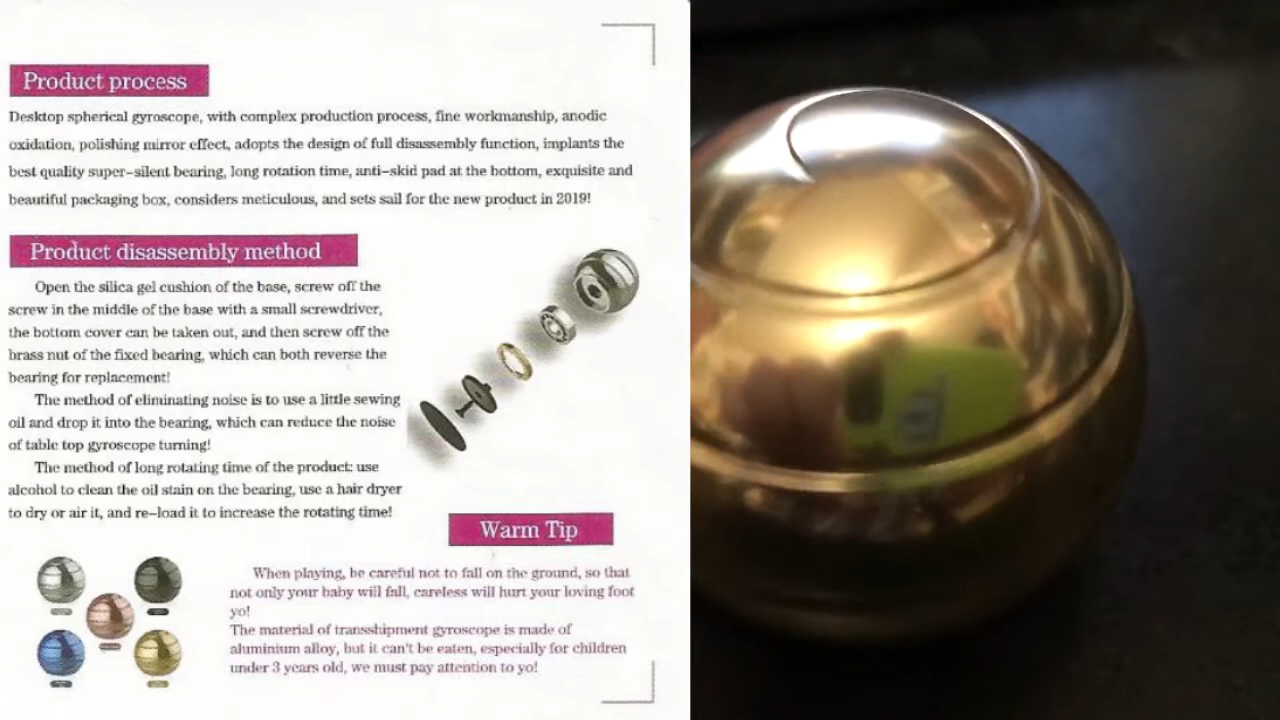 Product process
Desktop spherical gyroscope, with complex production process, fine workmanship, anodic
oxidation, polishing mirror effect, adopts the design of full disassembly function, implants the
best quality super-silent bearing, long rotation time, anti-skid pad at the bottom, exquisite and
beautiful packaging box, considers meticulous, and sets sail for the new product in 2019!
Product disassembly method
Open the silica gel cushion of the base, screw off the
screw in the middle of the base with a small screwdriver,
the bottom cover can be taken out, and then screw off the
brass nut of the fixed bearing, which can both reverse the
bearing for replacement!
The method of eliminating noise is to use a little sewing
oil and drop it into the bearing, which can reduce the noise
of table top gyroscope turning!
The method of long rotating time of the product: use
alcohol to clean the oil stain on the bearing, use a hair dryer
to dry or air it, and re-load it to increase the rotating time!
Warm Tip
When playing, be careful not to fall on the ground, so that
not only your baby will fall, careless will hurt your loving foot
yo!
The material of transshipment gyroscope is made of
aluminium alloy, but it can't be eaten, especially for children
under 3 years old, we must pay attention to yo!